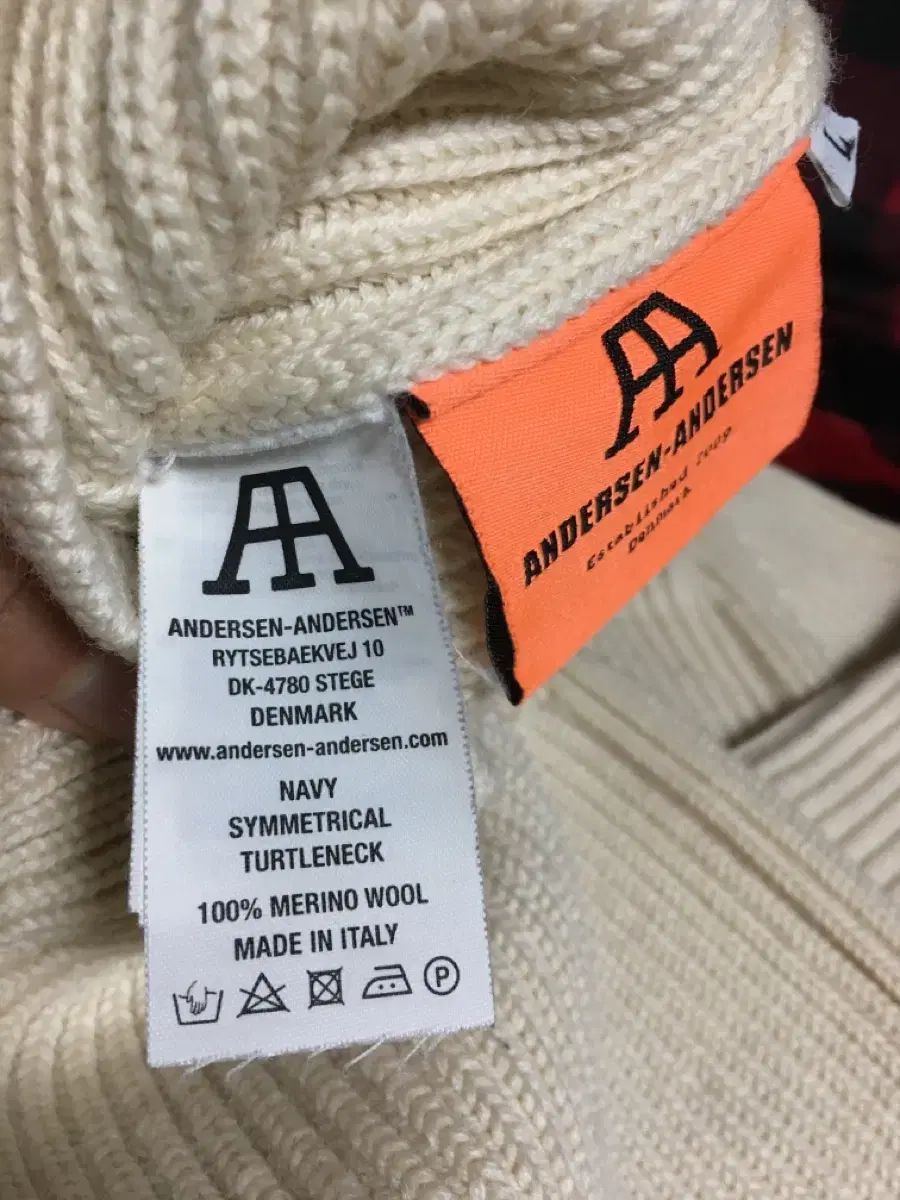 ANDERSEN-ANDERSEN
Established 2009
Denmark
ANDERSEN-ANDERSEN™
RYTSEBAEKVEJ 10
DK-4780 STEGE
DENMARK
www.andersen-andersen.com
NAVY
SYMMETRICAL
TURTLENECK
100% MERINO WOOL
MADE IN ITALY
P